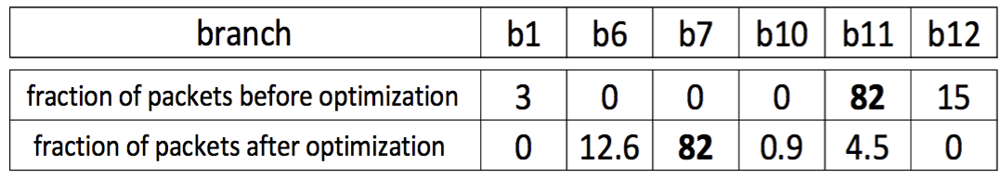 branch b1 b6 b7 b10 b11 b12
fraction of packets before optimization 3 0 0 0 82 15
fraction of packets after optimization 0 12.6 82 0.9 4.5 0